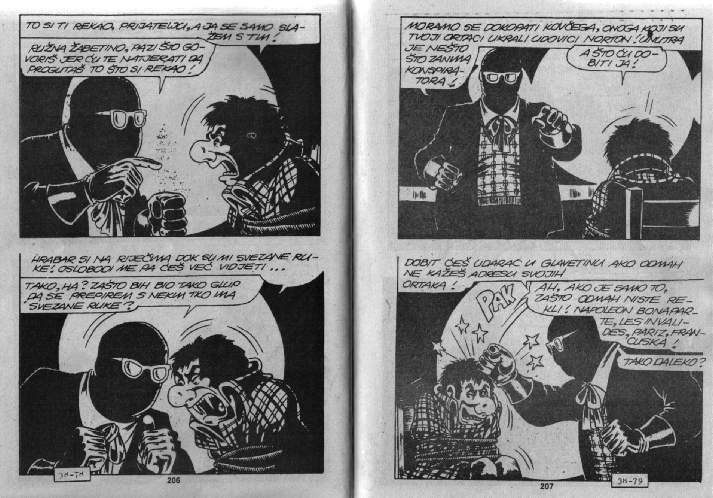 TO SI TI REKAO, PRIJATELJU, A JA SE SAMO SLA-
ŽEM S TIM!
RUŽNA ŽABETINO, PAZI ŠTO GO-
VORIŠ JER ĆU TE NATJERATI DA
PROGUTAŠ TO ŠTO SI REKAO!
HRABAR SI NA RIJEČIMA DOK SU MI SVEZANE RU-
KE! OSLOBODI ME PA ĆEŠ VEĆ VIDJETI...
TAKO, HA? ZAŠTO BIH BIO TAKO GLUP
DA SE PREPIREM S NEKIM TKO IMA
SVEZANE RUKE?
206
MORAMO SE DOKOPATI KOVČEGA, ONOGA KOJI SU
TVOJI ORTACI UKRALI UDOVICI NORTON! UNUTRA
JE NEŠTO
ŠTO ZANIMA
KONSPIRA-
TORA!
A ŠTO ĆU DO-
BITI JA!
DOBIT ĆEŠ UDARAC U GLAVETINU AKO ODMAH
NE KAŽEŠ ADRESU SVOJIH
ORTAKA!
PAK
AH, AKO JE SAMO TO,
ZAŠTO ODMAH NISTE RE-
KLI! NAPOLEON BONAPAR-
TE, LES INVALI-
DES, PARIZ, FRAN-
CUSKA!
TAKO DALEKO?
207